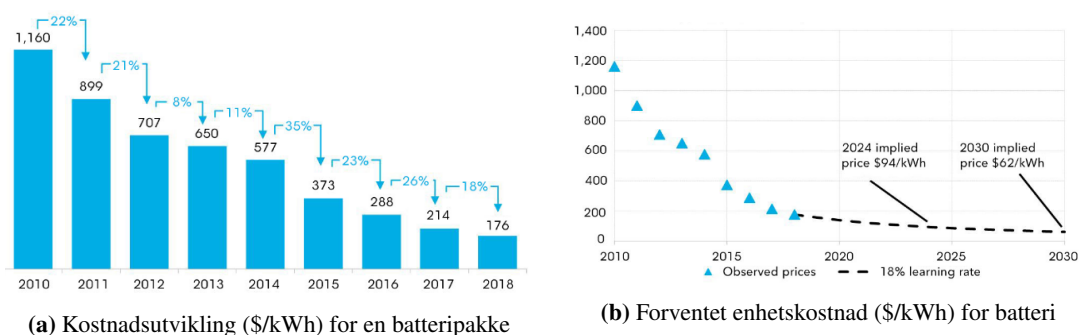 22%
1,160
21%
899
8%
707
11%
650
35%
577
23%
373
26%
288
18%
214
176
2010 2011 2012 2013 2014 2015 2016 2017 2018
(a) Kostnadsutvikling ($/kWh) for en batteripakke
1,400
1,200
1,000
800
600
400
200
0
2024 implied
price $94/kWh
2030 implied
price $62/kWh
2010 2015 2020 2025 2030
Observed prices 18% learning rate
(b) Forventet enhetskostnad ($/kWh) for batteri